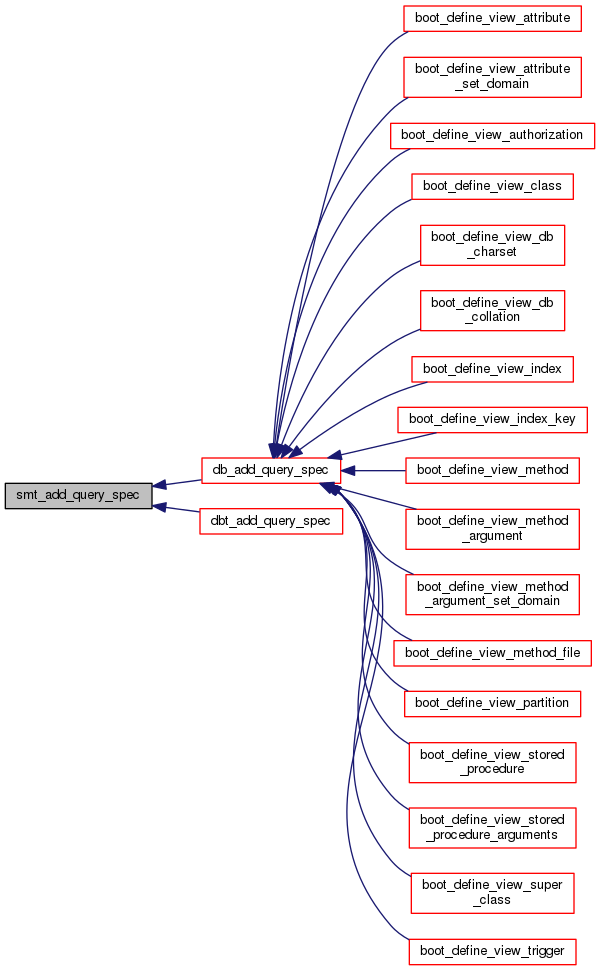 boot_define_view_attribute
boot_define_view_attribute
_set_domain
boot_define_view_authorization
boot_define_view_class
boot_define_view_db
_charset
boot_define_view_db
_collation
boot_define_view_index
boot_define_view_index_key
db_add_query_spec
boot_define_view_method
smt_add_query_spec
dbt_add_query_spec
boot_define_view_method
_argument
boot_define_view_method
_argument_set_domain
boot_define_view_method_file
boot_define_view_partition
boot_define_view_stored
_procedure
boot_define_view_stored
_procedure_arguments
boot_define_view_super
_class
boot_define_view_trigger